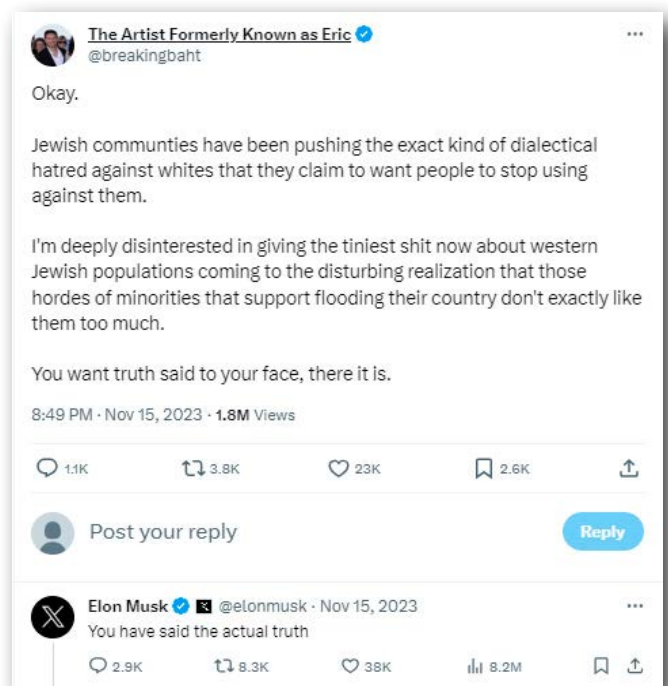 The Artist Formerly Known as Eric
@breakingbaht
Okay.
Jewish communties have been pushing the exact kind of dialectical
hatred against whites that they claim to want people to stop using
against them.
I'm deeply disinterested in giving the tiniest shit now about western
Jewish populations coming to the disturbing realization that those
hordes of minorities that support flooding their country don't exactly like
them too much.
You want truth said to your face, there it is.
8:49 PM · Nov 15, 2023 · 1.8M Views
1.1K 3.8K 23K 2.6K
Post your reply Reply
Elon Musk X @elonmusk · Nov 15, 2023
You have said the actual truth
2.9K 8.3K 38K 8.2M